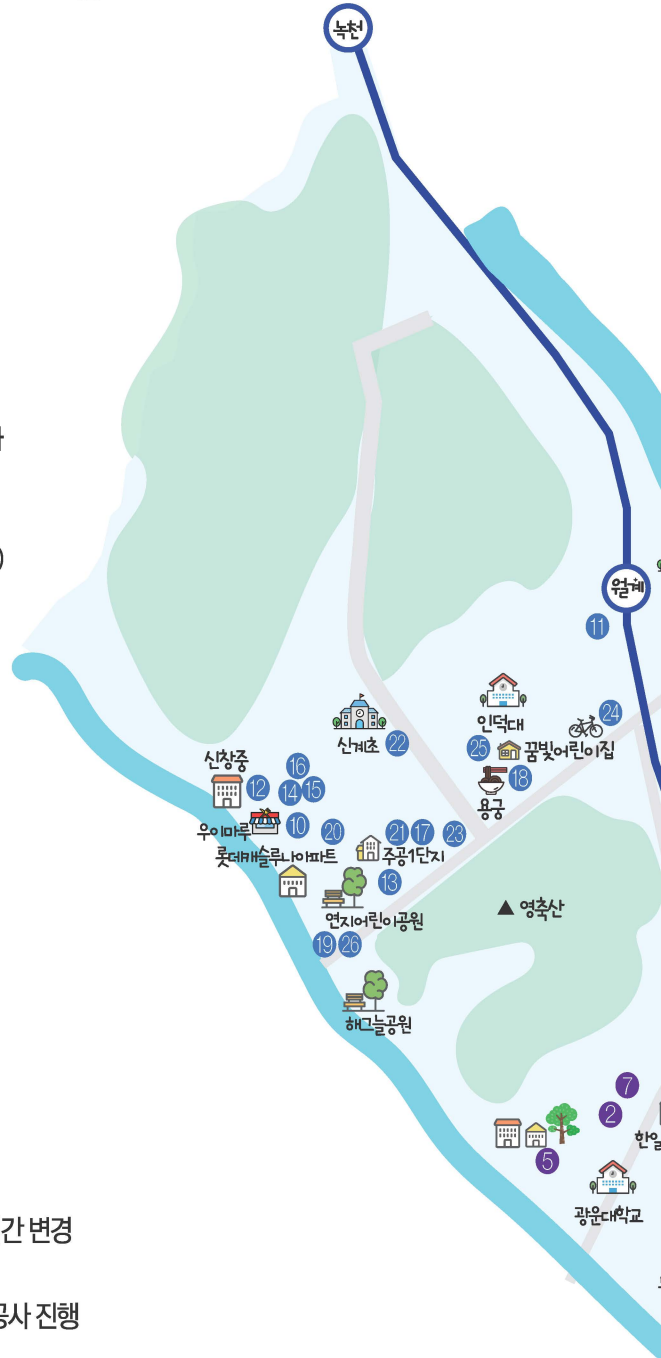 녹천
)
월계
11
인덕대
24
신계초
22
25
꿈빛어린이집
신창중
16
12
14
15
18
용궁
우이마루
10
20
21
17
23
롯데캐슬루나아파트
주공1단지
13
연지어린이공원
▲ 영축산
19
26
해그늘공원
7
2
한일
5
광운대학교
간 변경
공사 진행